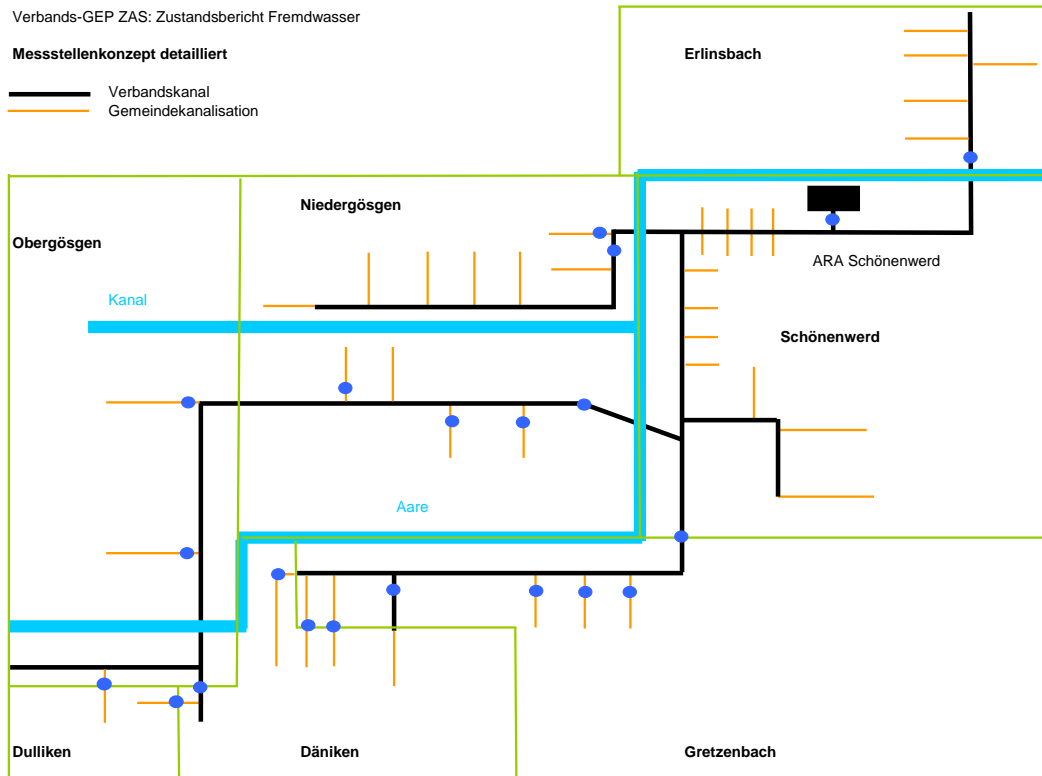 Verbands-GEP ZAS: Zustandsbericht Fremdwasser
Messstellenkonzept detailliert
Verbandskanal
Gemeindekanalisation
Erlinsbach
Niedergösgen
Obergösgen
ARA Schönenwerd
Kanal
Schönenwerd
Aare
Dulliken
Däniken
Gretzenbach